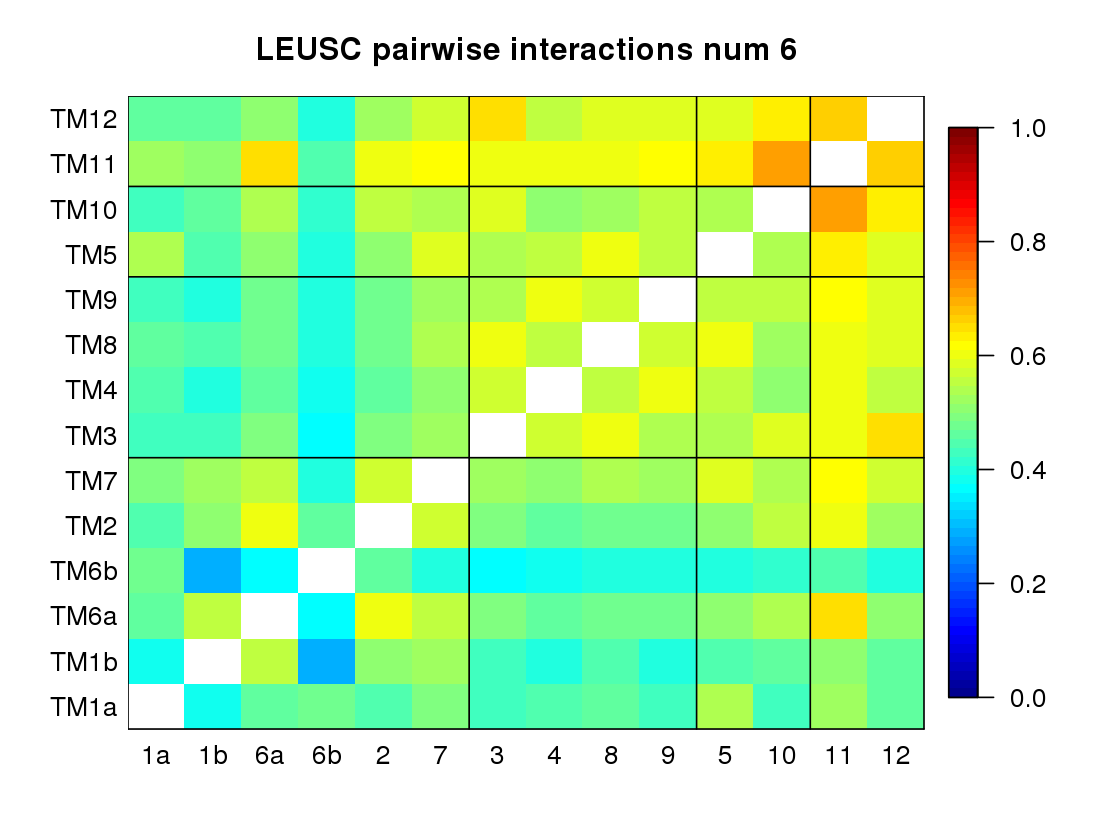 LEUSC pairwise interactions num 6
TM12
TM11
TM10
TM5
TM9
TM8
TM4
TM3
TM7
TM2
TM6b
TM6a
TM1b
TM1a
1a 1b 6a 6b 2 7 3 4 8 9 5 10 11 12
1.0
0.8
0.6
0.4
0.2
0.0